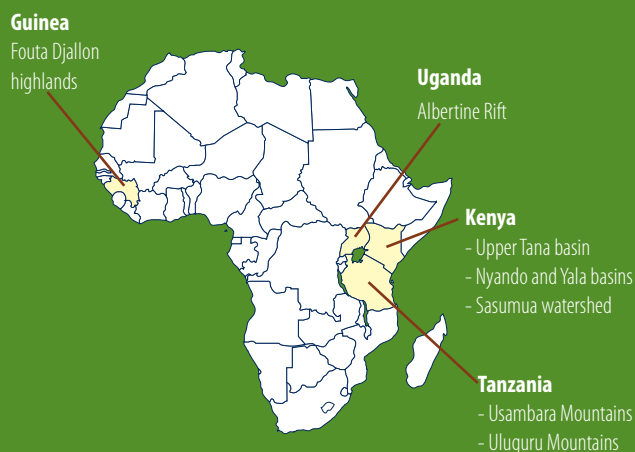 Guinea
Fouta Djallon
highlands
Uganda
Albertine Rift
Kenya
- Upper Tana basin
- Nyando and Yala basins
- Sasumua watershed
Tanzania
- Usambara Mountains
- Uluguru Mountains